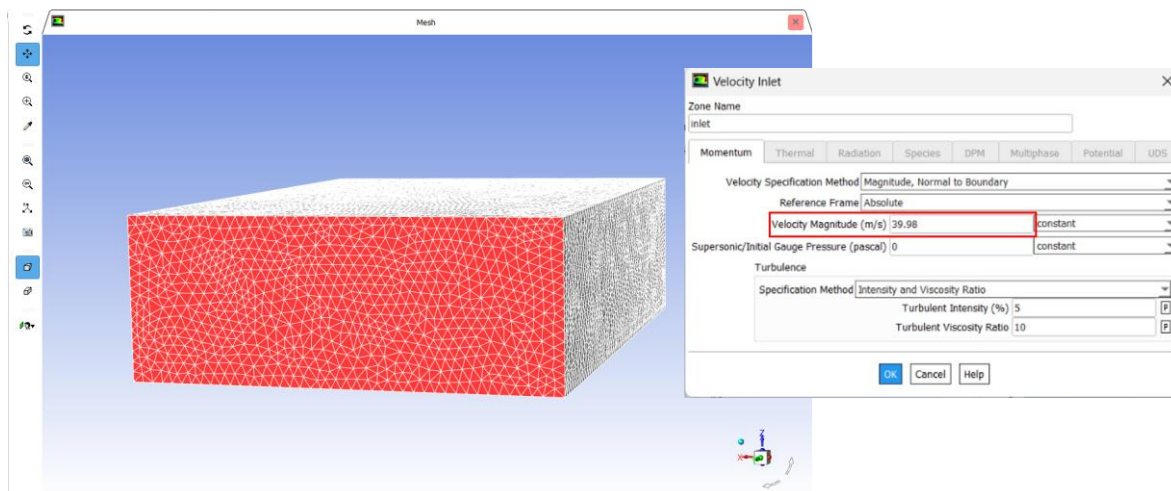 Mesh
Velocity Inlet
Zone Name
inlet
Momentum Thermal Radiation Species DPM Multiphase Potential UDS
Velocity Specification Method Magnitude, Normal to Boundary
Reference Frame Absolute
Velocity Magnitude (m/s) 39.98 constant
Supersonic/Initial Gauge Pressure (pascal) 0 constant
Turbulence
Specification Method Intensity and Viscosity Ratio
Turbulent Intensity (%) 5 P
Turbulent Viscosity Ratio 10 P
OK Cancel Help
Z
X